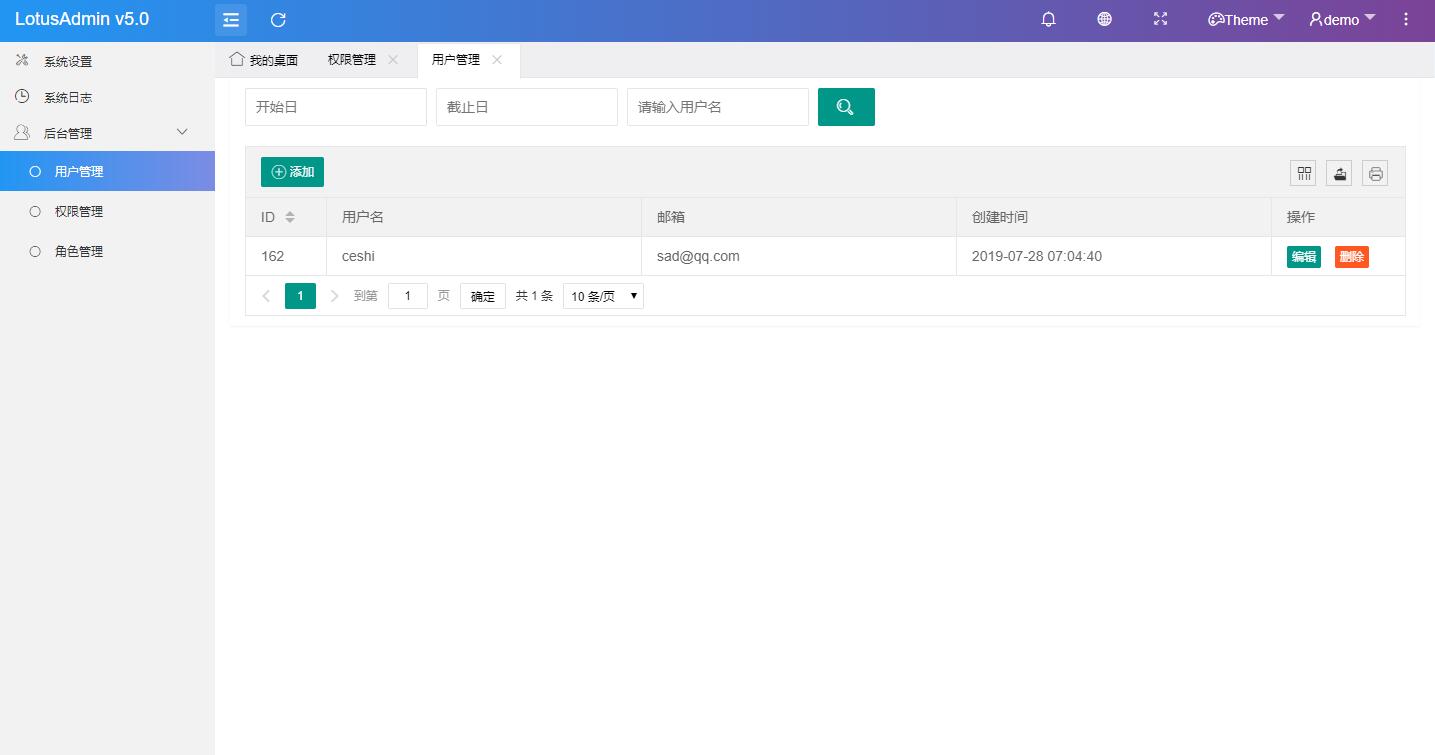 LotusAdmin v5.0
Theme
demo
系统设置
系统日志
后台管理
用户管理
权限管理
角色管理
我的桌面
权限管理
用户管理
开始日
截止日
请输入用户名
添加
ID
用户名
邮箱
创建时间
操作
162
ceshi
sad@qq.com
2019-07-28 07:04:40
编辑
删除
1
到第
1
页
确定
共 1 条
10 条/页